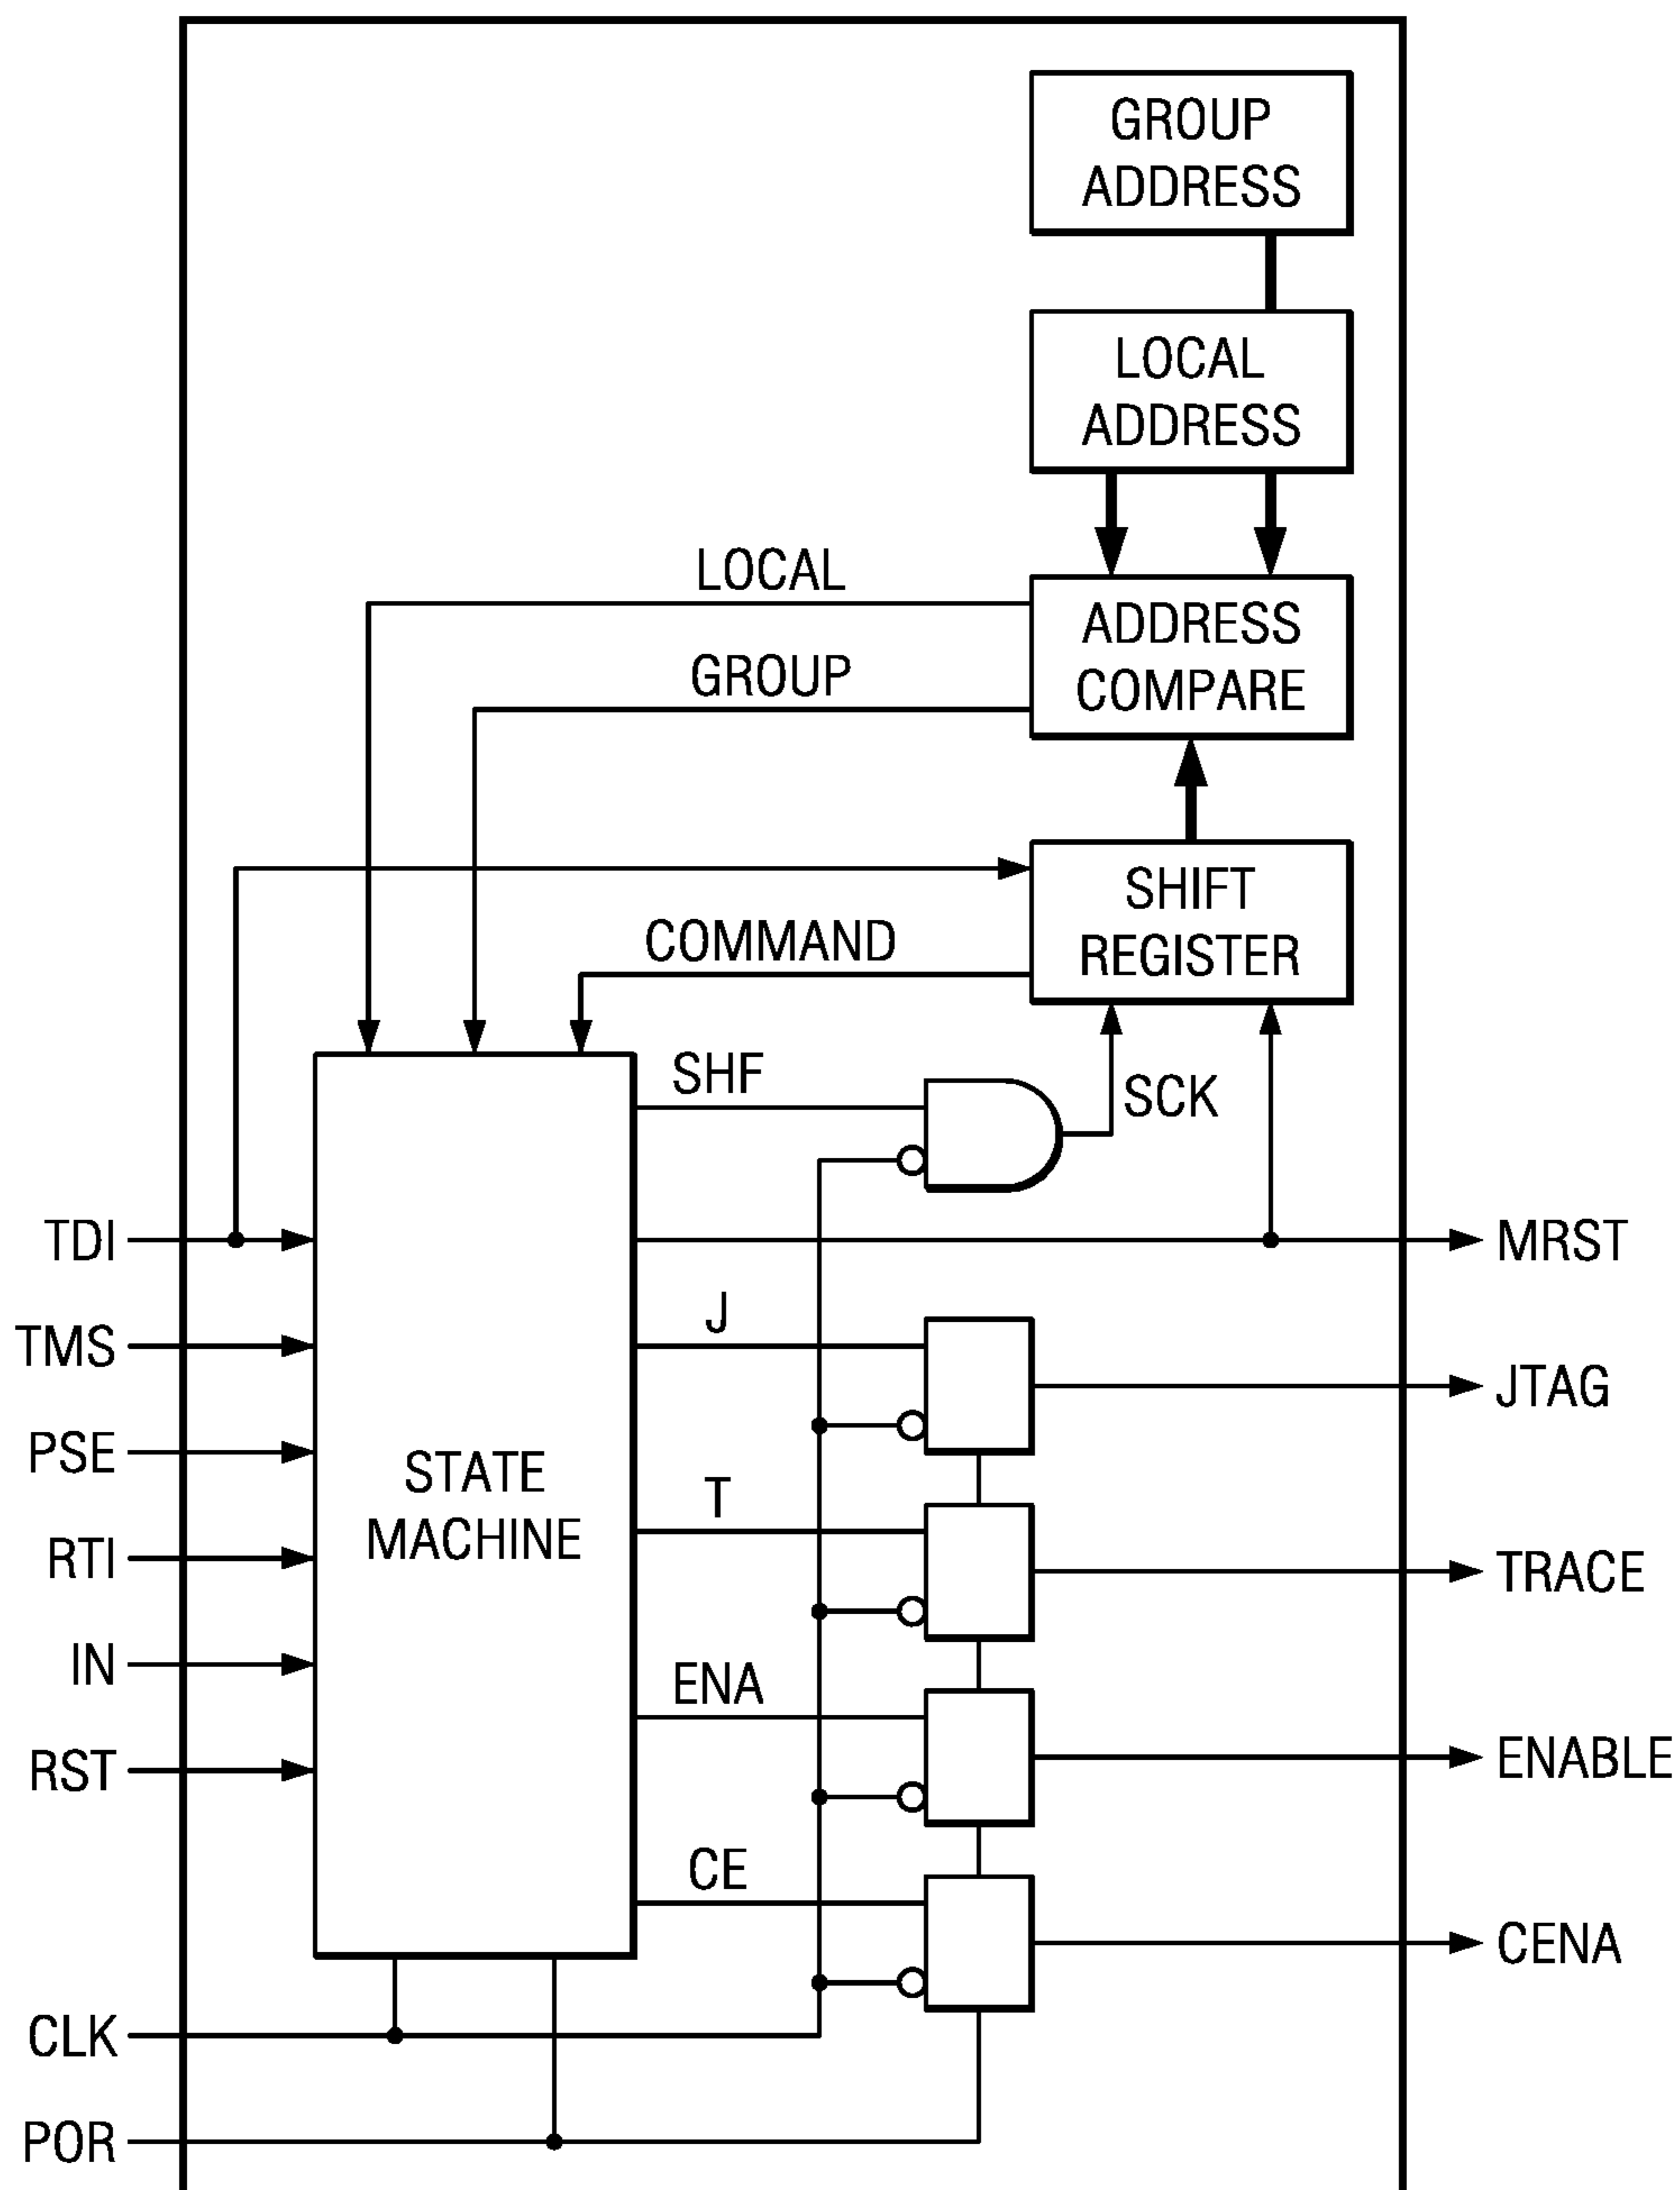 GROUP
ADDRESS
LOCAL
ADDRESS
LOCAL
ADDRESS
COMPARE
GROUP
SHIFT
REGISTER
COMMAND
SHF
SCK
TDI
MRST
TMS
J
JTAG
PSE
STATE
MACHINE
T
RTI
TRACE
IN
ENA
RST
ENABLE
CE
CENA
CLK
POR